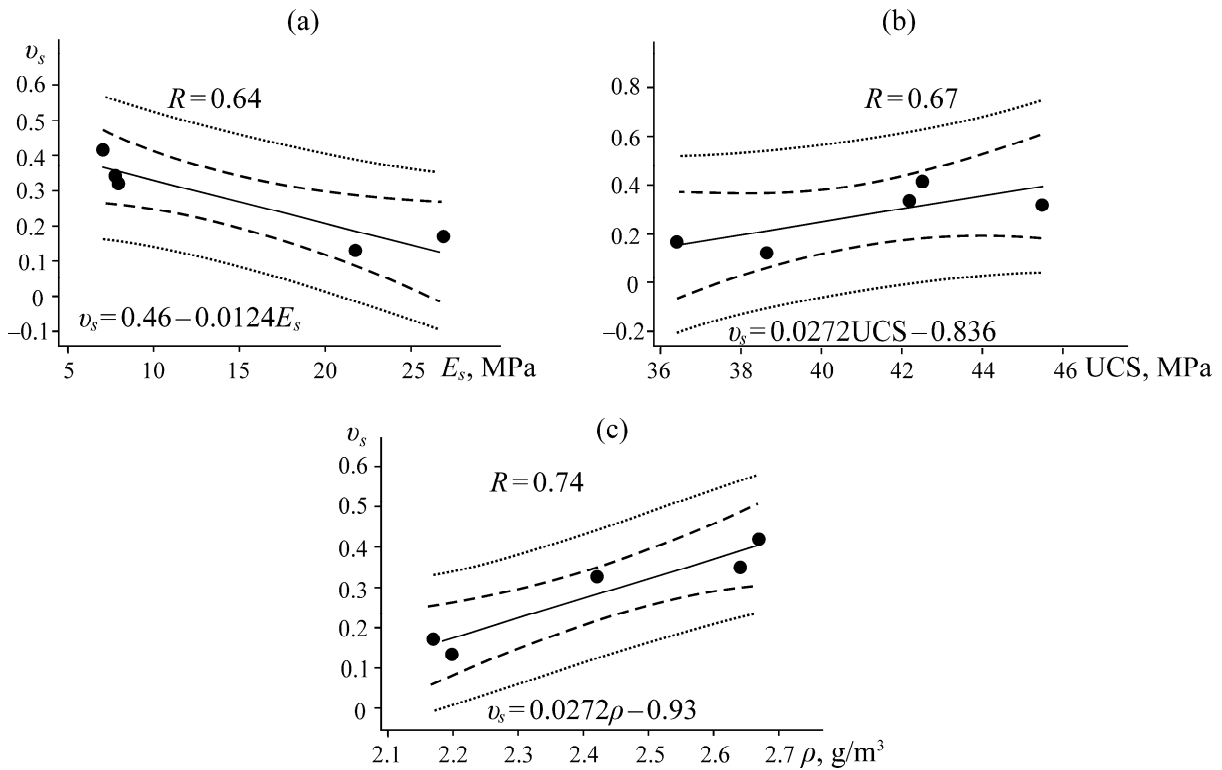 (a)
υs
0.6
0.5
0.4
0.3
0.2
0.1
0
–0.1
R=0.64
υs=0.46–0.0124Es
5 10 15 20 25 Es, MPa
(b)
0.8
0.6
0.4
0.2
0
–0.2
R=0.67
υs=0.0272UCS–0.836
36 38 40 42 44 46 UCS, MPa
(c)
υs
0.6
0.5
0.4
0.3
0.2
0.1
0
R=0.74
υs=0.0272ρ–0.93
2.1 2.2 2.3 2.4 2.5 2.6 2.7 ρ, g/m³